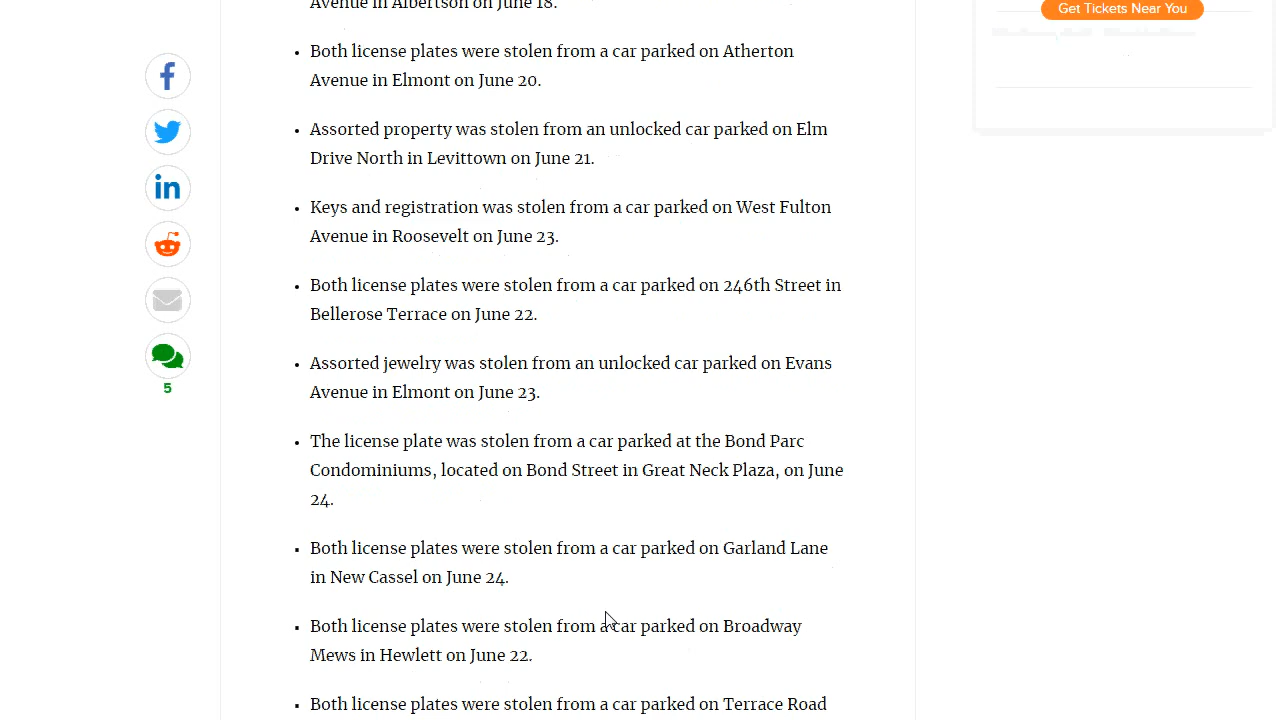 Avenue in Albertson on June 18.
Get Tickets Near You
Both license plates were stolen from a car parked on Atherton
Avenue in Elmont on June 20.
Assorted property was stolen from an unlocked car parked on Elm
Drive North in Levittown on June 21.
Keys and registration was stolen from a car parked on West Fulton
Avenue in Roosevelt on June 23.
Both license plates were stolen from a car parked on 246th Street in
Bellerose Terrace on June 22.
Assorted jewelry was stolen from an unlocked car parked on Evans
Avenue in Elmont on June 23.
5
The license plate was stolen from a car parked at the Bond Parc
Condominiums, located on Bond Street in Great Neck Plaza, on June
24.
Both license plates were stolen from a car parked on Garland Lane
in New Cassel on June 24.
Both license plates were stolen from a car parked on Broadway
Mews in Hewlett on June 22.
Both license plates were stolen from a car parked on Terrace Road